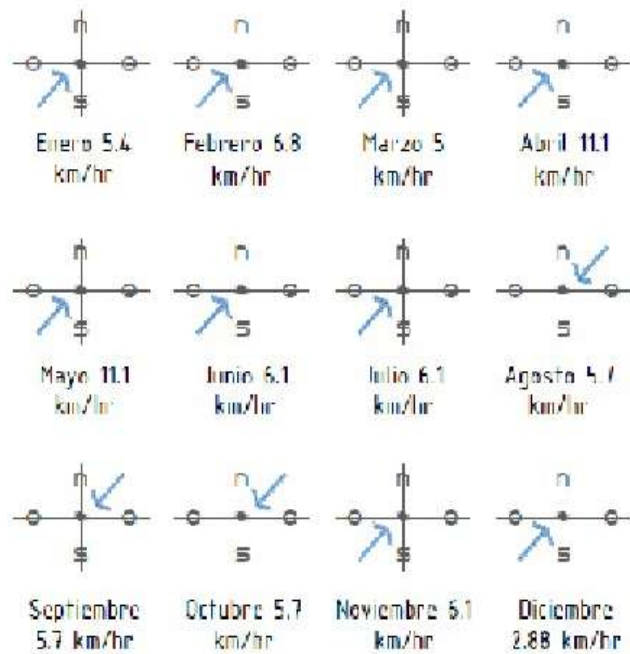 n n n n
o e o e o e o e
s s s s
Enero 5.4 Febrero 6.8 Marzo 5 Abril 11.1
km/hr km/hr km/hr km/hr
n n n n
o e o e o e o e
s s s s
Mayo 11.1 Junio 6.1 Julio 6.1 Agosto 5.7
km/hr km/hr km/hr km/hr
n n n n
o e o e o e o e
s s s s
Septiembre Octubre 5.7 Noviembre 6.1 Diciembre
5.7 km/hr km/hr km/hr 2.88 km/hr